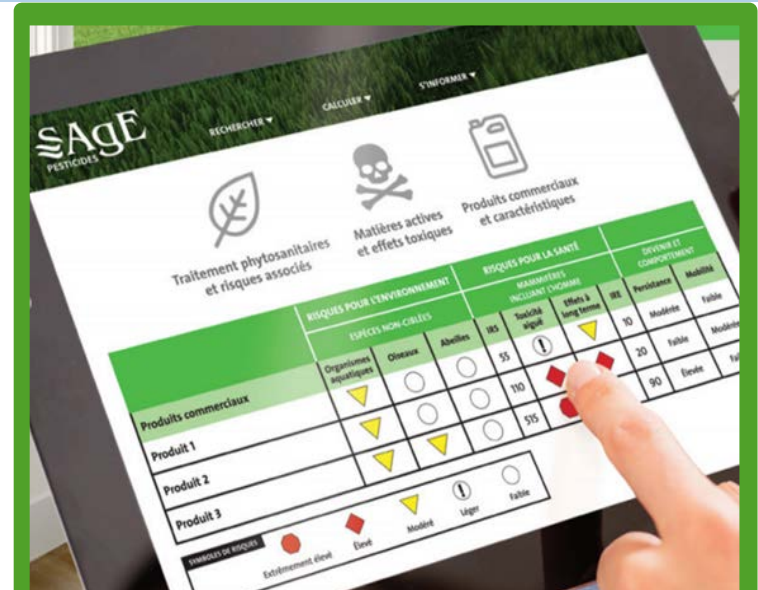 SAgE
PESTICIDES
RECHERCHER
CALCULER
S'INFORMER
Traitement phytosanitaires
et risques associés
Matières actives
et effets toxiques
Produits commerciaux
et caractéristiques
RISQUES POUR L'ENVIRONNEMENT
RISQUES POUR LA SANTÉ
DEVENIR ET
COMPORTEMENT
ESPÈCES NON-CIBLÉES
MAMMIFÈRES
INCLUANT L'HOMME
Produits commerciaux
Organismes
aquatiques
Oiseaux
Abeilles
IRS
Toxicité
aiguë
Effets à
long terme
IRE
Persistance
Mobilité
Produit 1
55
!
10
Modérée
Faible
Produit 2
110
20
Faible
Modérée
Produit 3
515
90
Élevée
SYMBOLES DE RISQUES
Extrêmement élevé
Élevé
Modéré
!
Léger
Faible